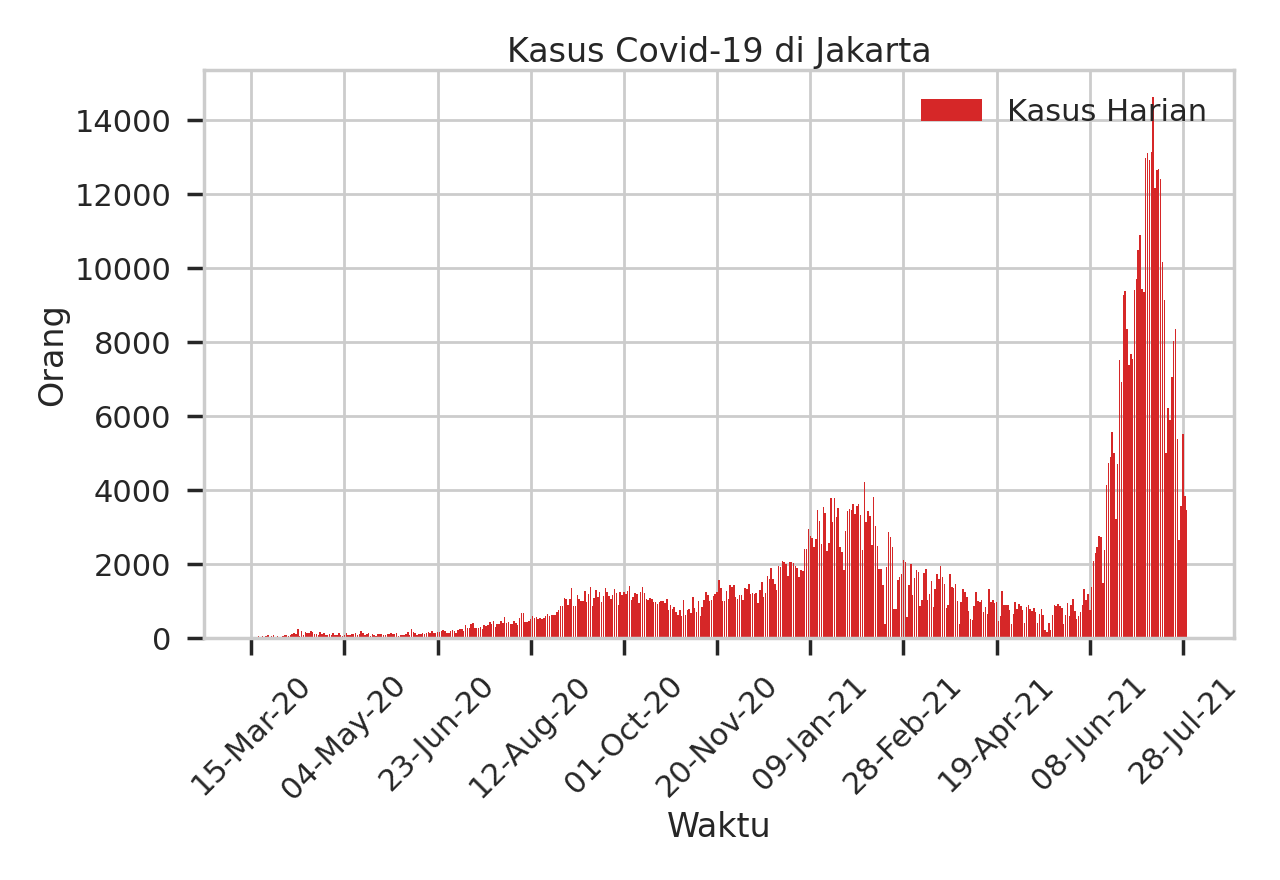 Kasus Covid-19 di Jakarta
Kasus Harian
14000
12000
10000
8000
6000
4000
2000
0
Orang
15-Mar-20
04-May-20
23-Jun-20
12-Aug-20
01-Oct-20
20-Nov-20
09-Jan-21
28-Feb-21
19-Apr-21
08-Jun-21
28-Jul-21
Waktu